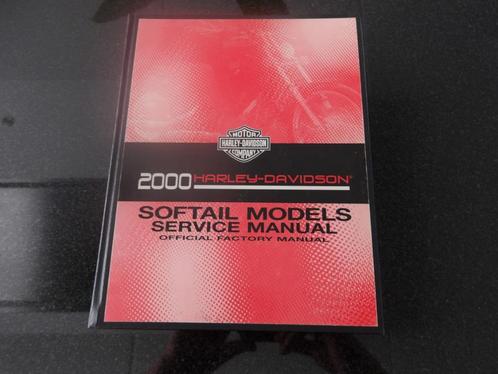 MOTOR
HARLEY-DAVIDSON
COMPANY
2000 HARLEY-DAVIDSON®
SOFTAIL MODELS
SERVICE MANUAL
OFFICIAL FACTORY MANUAL